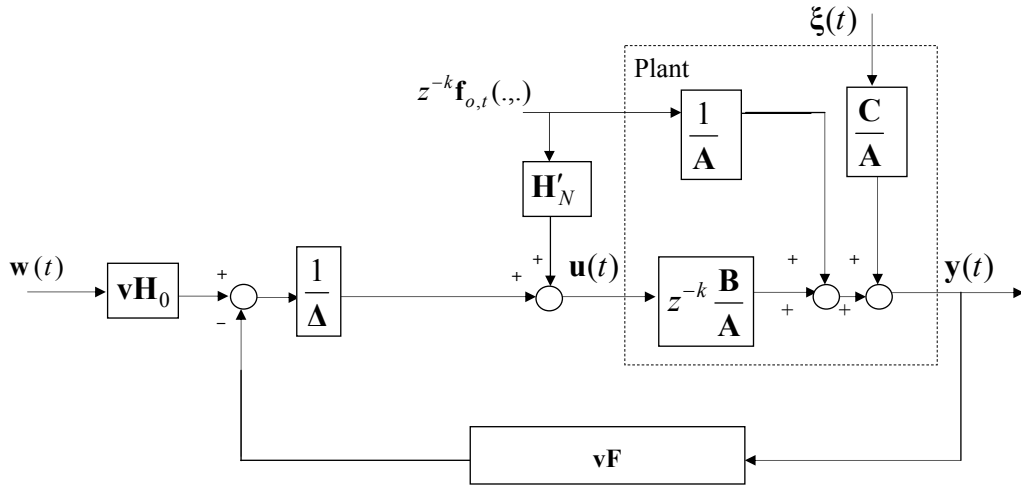 ξ(t)
Plant
z^{-k} f_{o,t}(.,.)
1/A
C/A
H′_N
w(t)
vH_0
+
−
1/Δ
+
+
u(t)
z^{-k} B/A
+
+
+
+
y(t)
vF